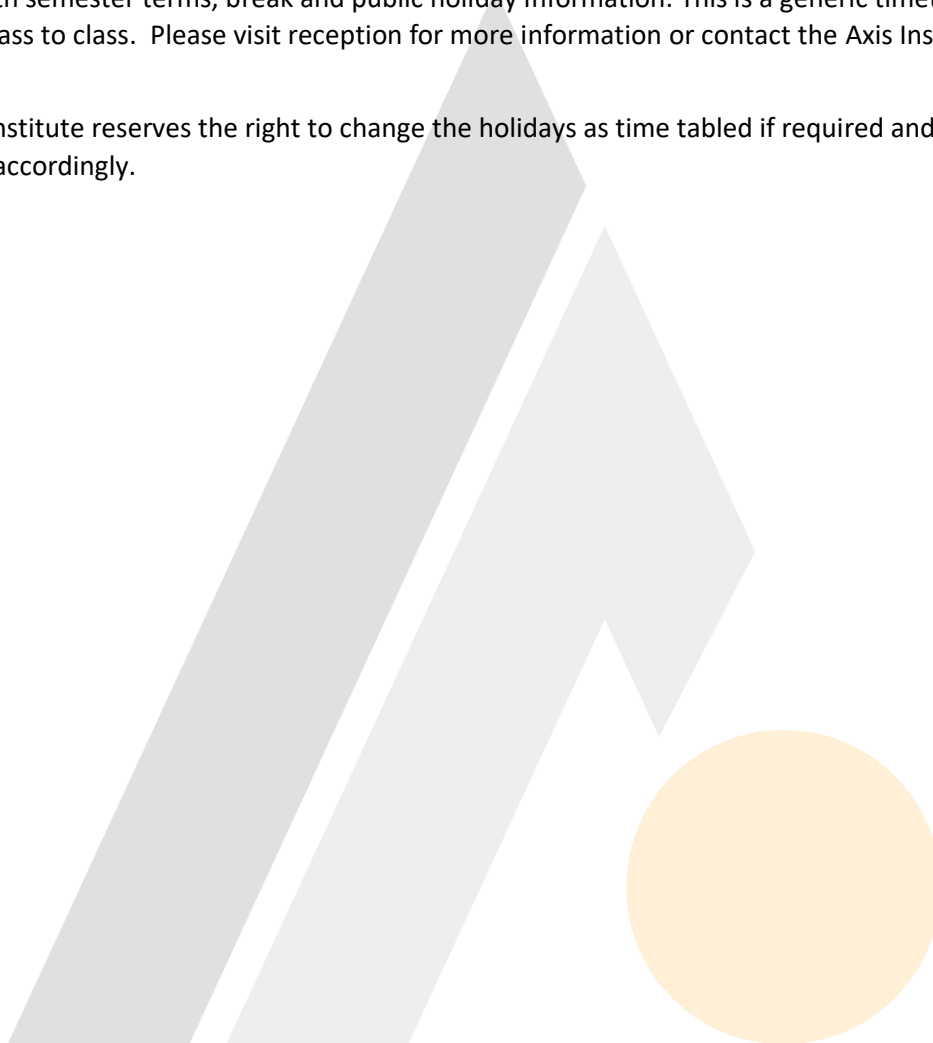 semester terms, break and public holiday information. This is a generic
to class.  Please visit reception for more information or contact the Axis
reserves the right to change the holidays as time tabled if required and
accordingly.